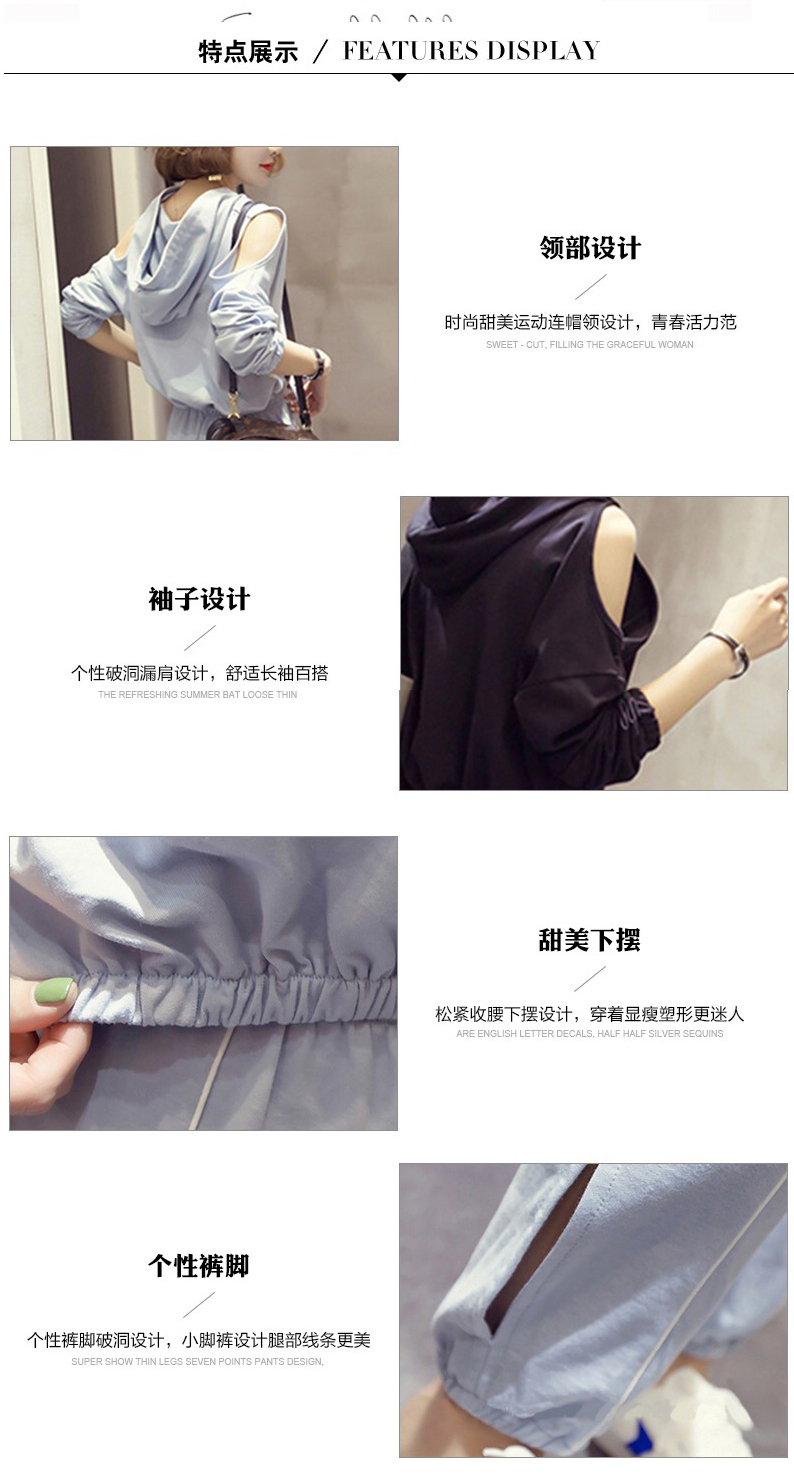 特点展示 / FEATURES DISPLAY
领部设计
时尚甜美运动连帽领设计，青春活力范
SWEET - CUT, FILLING THE GRACEFUL WOMAN
袖子设计
个性破洞漏肩设计，舒适长袖百搭
THE REFRESHING SUMMER BAT LOOSE THIN
甜美下摆
松紧收腰下摆设计，穿着显瘦塑形更迷人
ARE ENGLISH LETTER DECALS, HALF HALF SILVER SEQUINS
个性裤脚
个性裤脚破洞设计，小脚裤设计腿部线条更美
SUPER SHOW THIN LEGS SEVEN POINTS PANTS DESIGN,